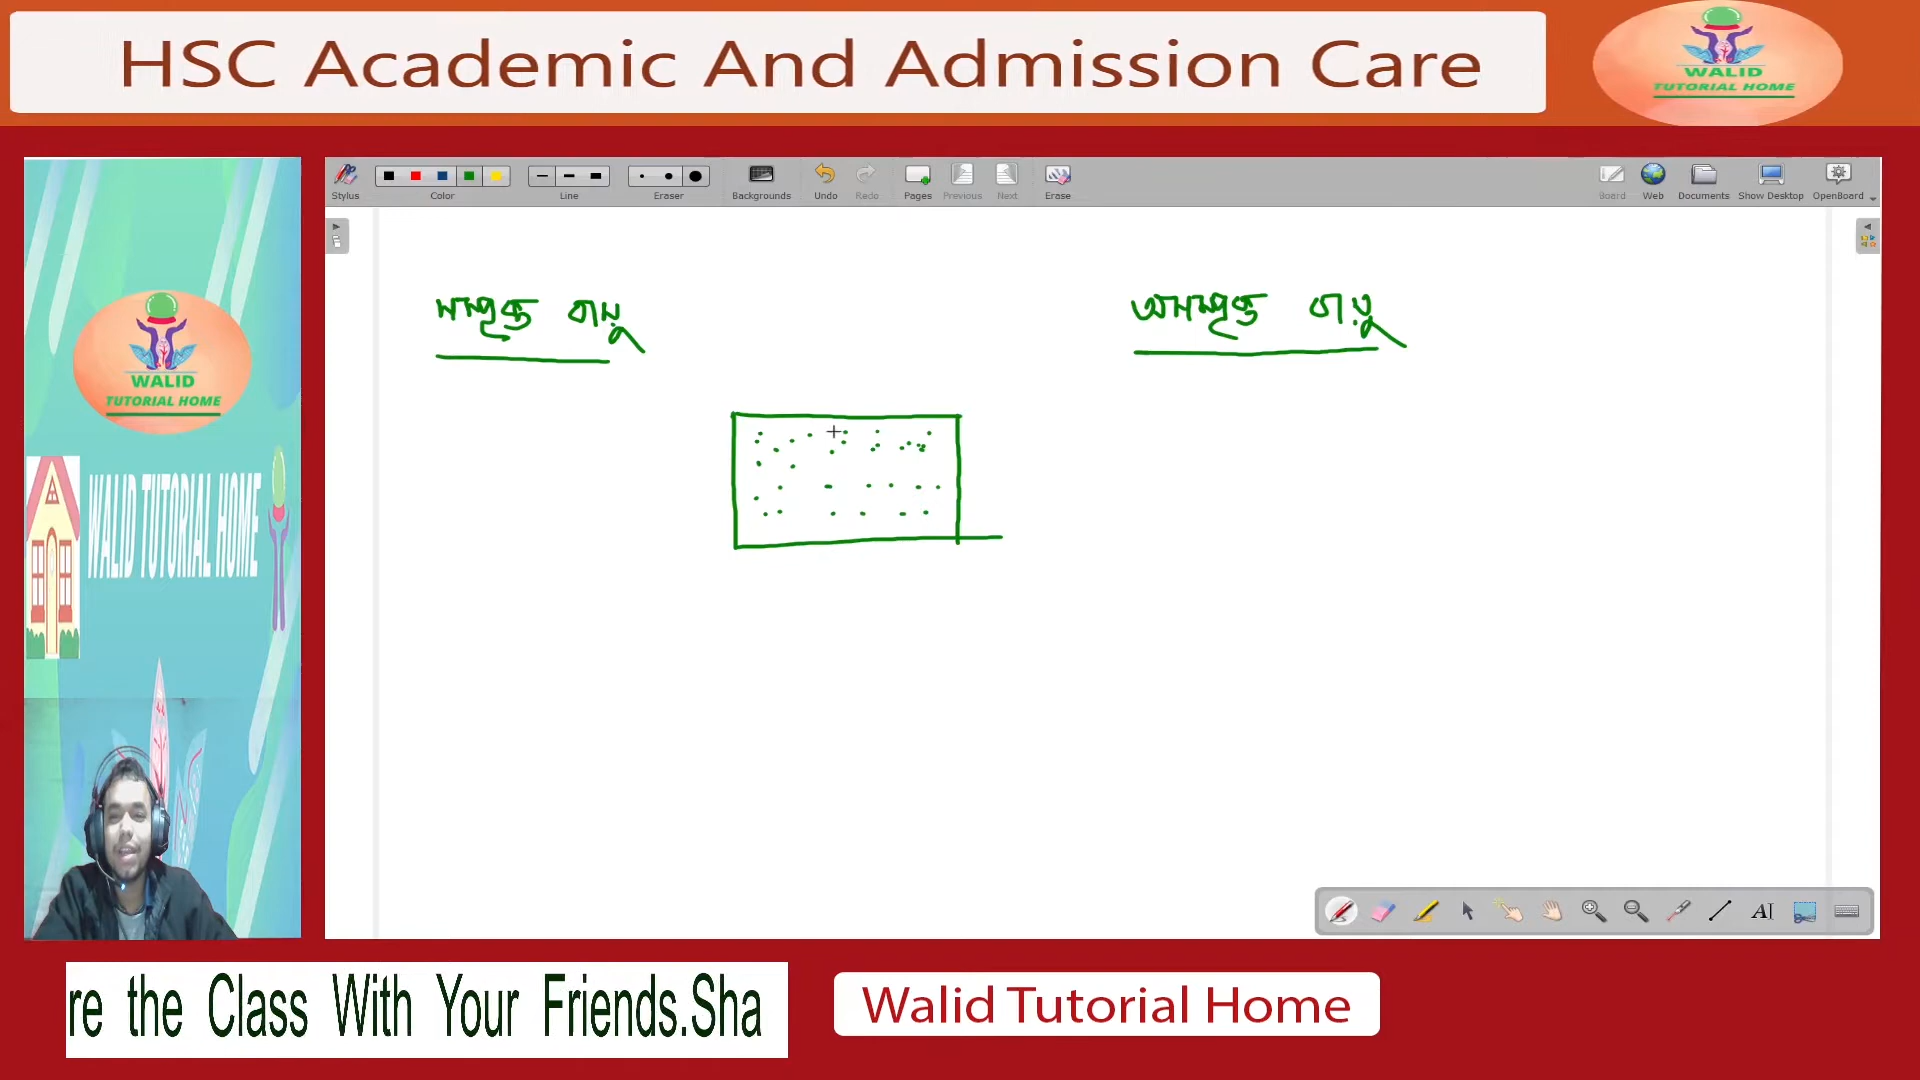 HSC Academic And Admission Care
WALID
TUTORIAL HOME
Stylus
Color
Line
Eraser
Backgrounds
Undo
Redo
Pages
Previous
Next
Erase
Board
Web
Documents
Show Desktop
OpenBoard
সম্পৃক্ত বায়ু
অসম্পৃক্ত বায়ু
WALID
TUTORIAL HOME
WALID TUTORIAL HOME
re the Class With Your Friends.Sha
Walid Tutorial Home